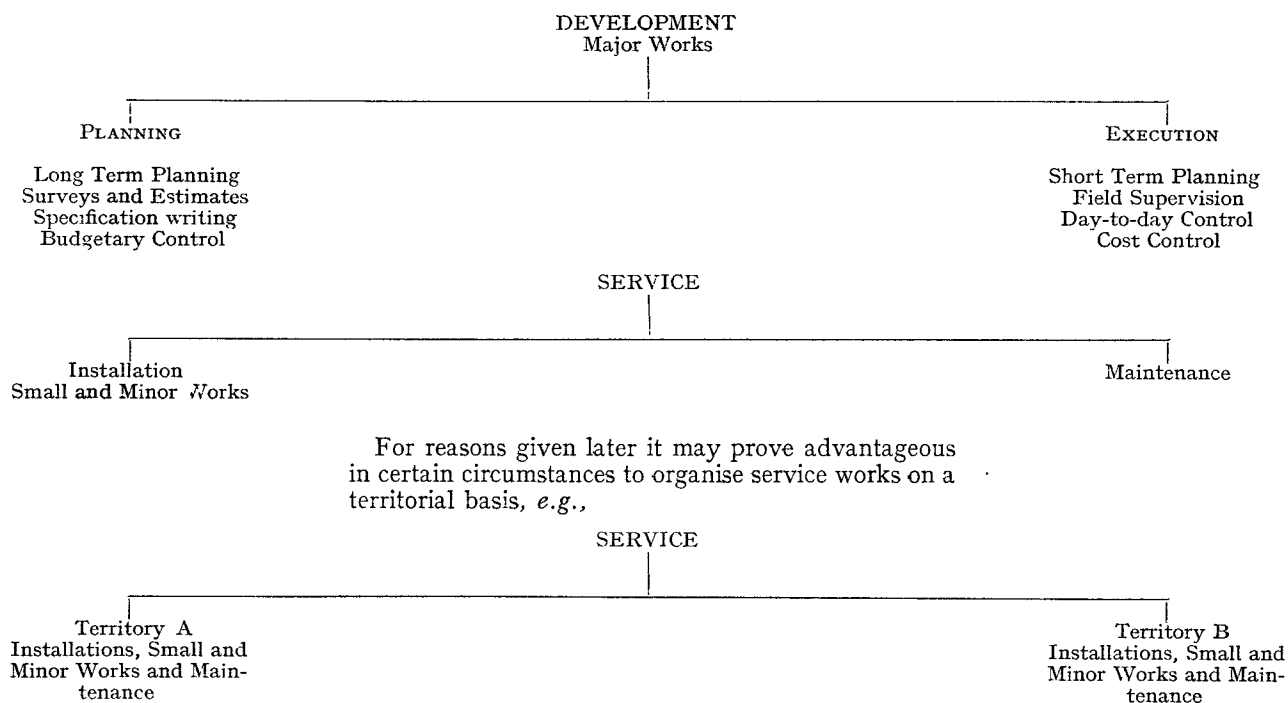 DEVELOPMENT
Major Works
PLANNING
Long Term Planning
Surveys and Estimates
Specification writing
Budgetary Control
EXECUTION
Short Term Planning
Field Supervision
Day-to-day Control
Cost Control
SERVICE
Installation
Small and Minor Works
Maintenance
For reasons given later it may prove advantageous
in certain circumstances to organise service works on a
territorial basis, e.g.,
SERVICE
Territory A
Installations, Small and
Minor Works and Main-
tenance
Territory B
Installations, Small and
Minor Works and Main-
tenance